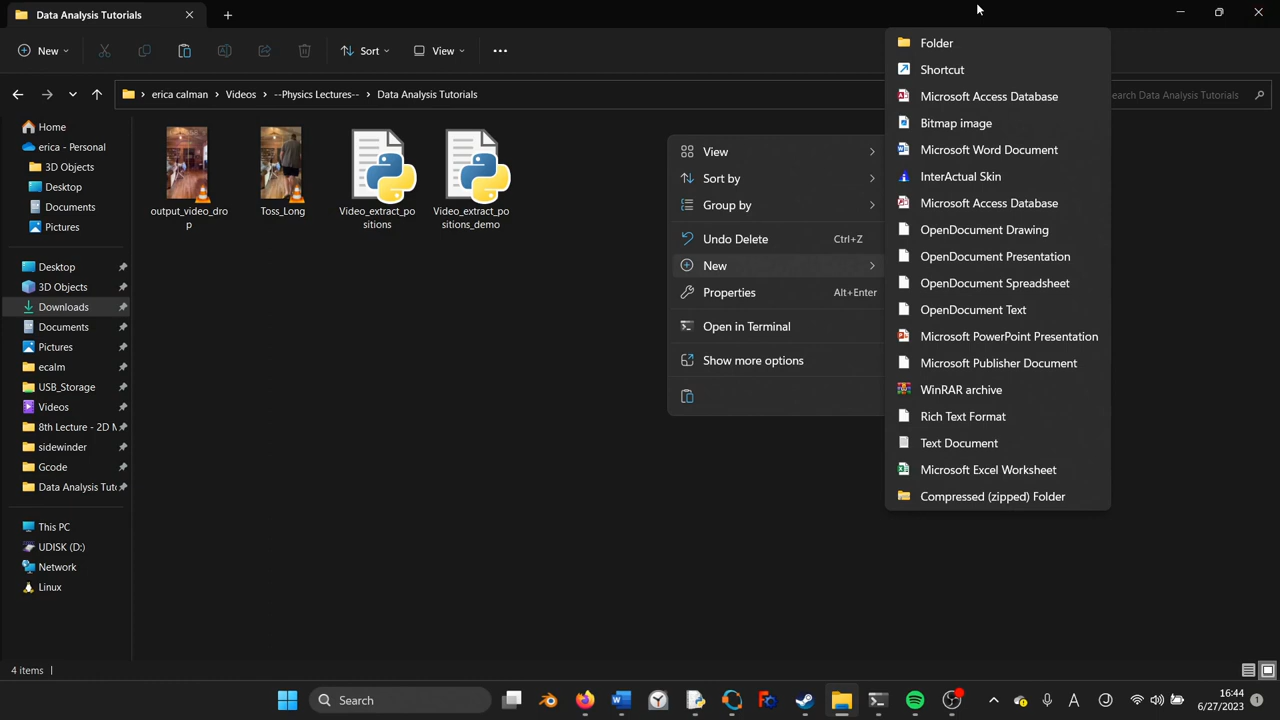 Data Analysis Tutorials
New
Sort
View
erica calman > Videos > --Physics Lectures-- > Data Analysis Tutorials
earch Data Analysis Tutorials
Home
erica - Personal
3D Objects
Desktop
Documents
Pictures
Desktop
3D Objects
Downloads
Documents
Pictures
ecalm
USB_Storage
Videos
8th Lecture - 2D M
sidewinder
Gcode
Data Analysis Tuto
This PC
UDISK (D:)
Network
Linux
output_video_dro
p
Toss_Long
Video_extract_po
sitions
Video_extract_po
sitions_demo
View
Sort by
Group by
Undo Delete Ctrl+Z
New
Properties Alt+Enter
Open in Terminal
Show more options
Folder
Shortcut
Microsoft Access Database
Bitmap image
Microsoft Word Document
InterActual Skin
Microsoft Access Database
OpenDocument Drawing
OpenDocument Presentation
OpenDocument Spreadsheet
OpenDocument Text
Microsoft PowerPoint Presentation
Microsoft Publisher Document
WinRAR archive
Rich Text Format
Text Document
Microsoft Excel Worksheet
Compressed (zipped) Folder
4 items
Search
A
16:44
6/27/2023
1